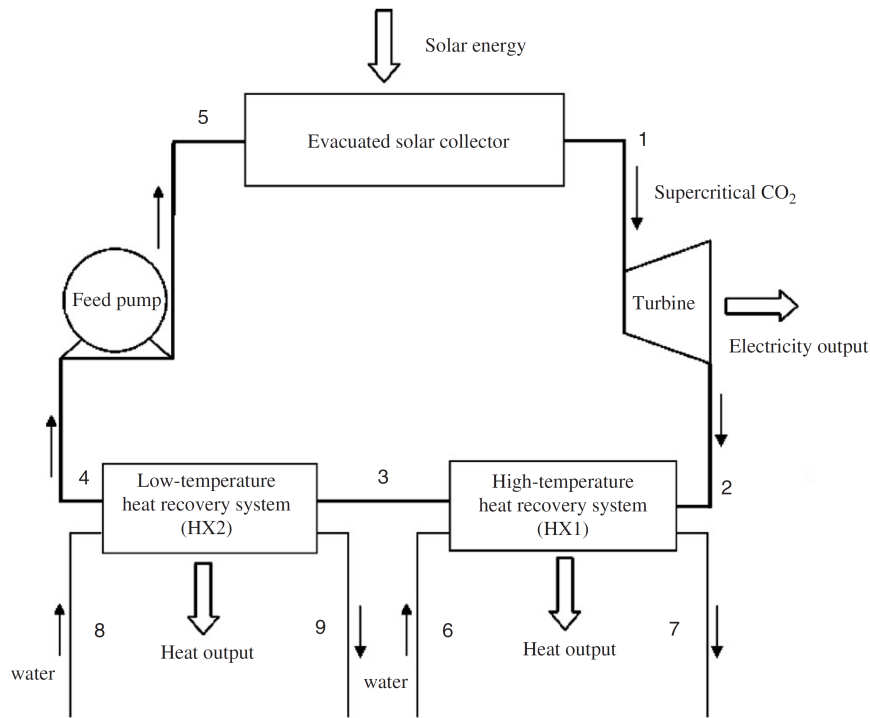 Solar energy
5
Evacuated solar collector
1
Supercritical CO₂
Feed pump
Turbine
Electricity output
4
Low-temperature
heat recovery system
(HX2)
3
High-temperature
heat recovery system
(HX1)
2
8
Heat output
9
6
Heat output
7
water
water